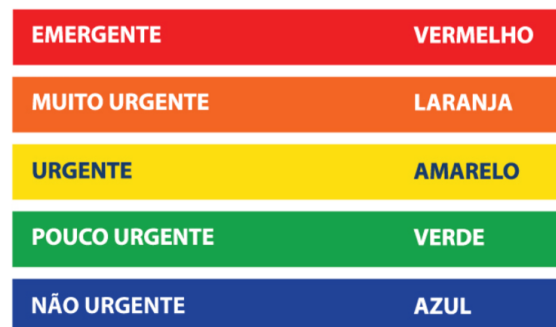 EMERGENTE VERMELHO
MUITO URGENTE LARANJA
URGENTE AMARELO
POUCO URGENTE VERDE
NÃO URGENTE AZUL